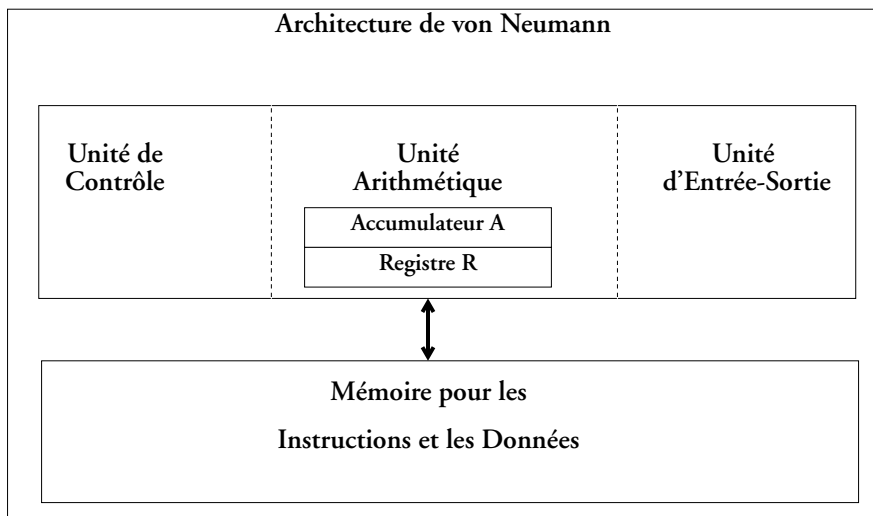 Architecture de von Neumann
Unité de
Contrôle
Unité
Arithmétique
Accumulateur A
Registre R
Unité
d'Entrée-Sortie
Mémoire pour les
Instructions et les Données